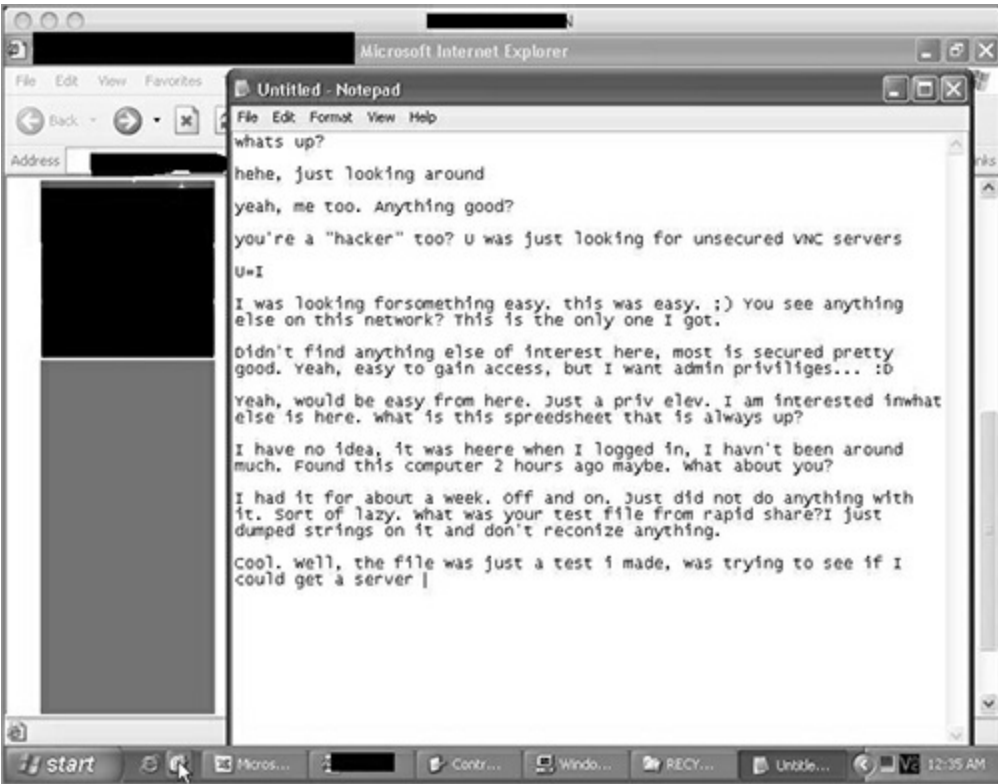 Microsoft Internet Explorer
File Edit View Favorites
Back
Address
nks
Untitled - Notepad
File Edit Format View Help
whats up?
hehe, just looking around
yeah, me too. Anything good?
you're a "hacker" too? U was just looking for unsecured VNC servers
U=I
I was looking forsomething easy. this was easy. ;) You see anything
else on this network? This is the only one I got.
Didn't find anything else of interest here, most is secured pretty
good. Yeah, easy to gain access, but I want admin priviliges... :D
Yeah, would be easy from here. Just a priv elev. I am interested inwhat
else is here. What is this spreedsheet that is always up?
I have no idea, it was heere when I logged in, I havn't been around
much. Found this computer 2 hours ago maybe. What about you?
I had it for about a week. Off and on. Just did not do anything with
it. Sort of lazy. What was your test file from rapid share?I just
dumped strings on it and don't reconize anything.
Cool. Well, the file was just a test i made, was trying to see if I
could get a server
start Micros... Contr... Windo... RECY... Untitle... 12:35 AM